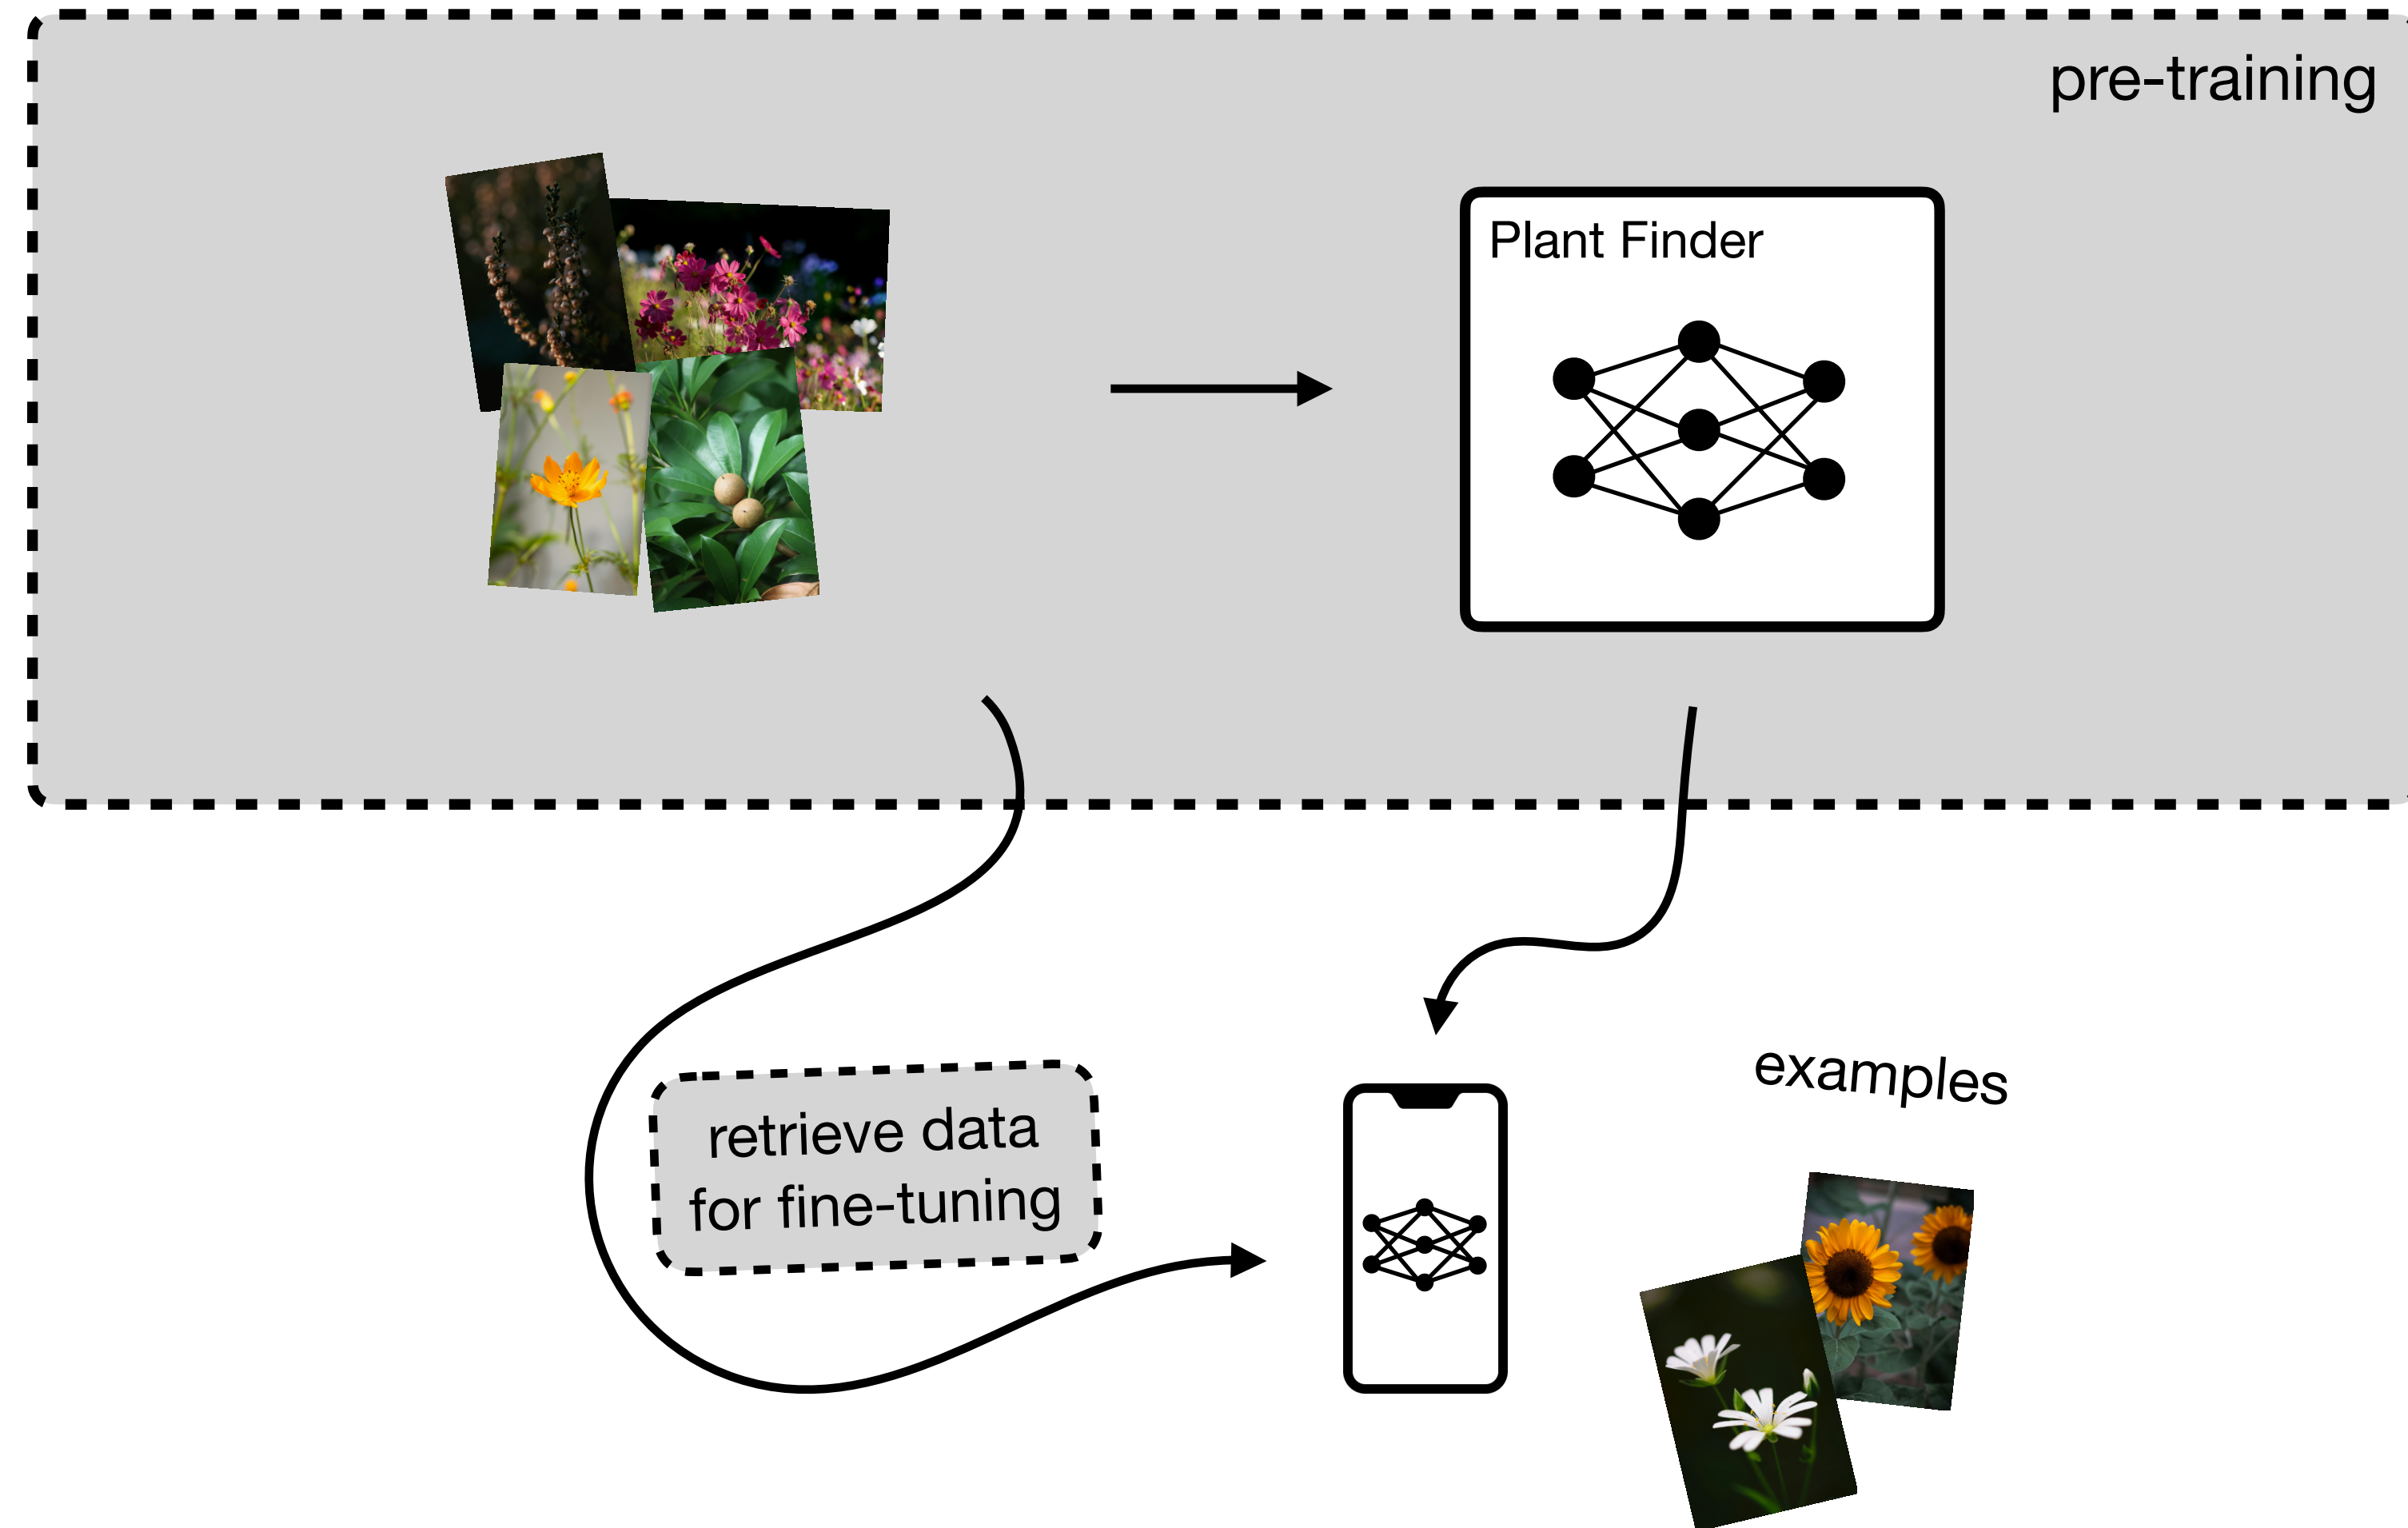 pre-training
Plant Finder
examples
retrieve data
for fine-tuning